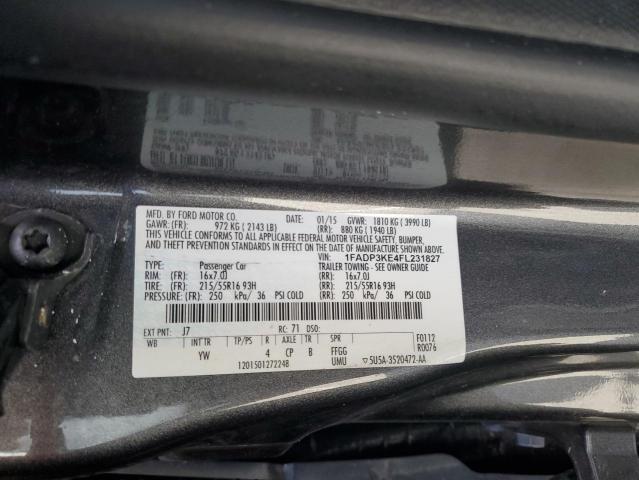 MFD. BY FORD MOTOR CO. DATE: 01/15 GVWR: 1810 KG ( 3990 LB)
GAWR: (FR): 972 KG ( 2143 LB) (RR): 880 KG ( 1940 LB)
THIS VEHICLE CONFORMS TO ALL APPLICABLE FEDERAL MOTOR VEHICLE SAFETY, BUMPER,
AND THEFT PREVENTION STANDARDS IN EFFECT ON THE DATE OF MANUFACTURE SHOWN ABOVE.
VIN: 1FADP3KE4FL231827
TYPE: Passenger Car TRAILER TOWING - SEE OWNER GUIDE
RIM: (FR): 16x7.0J (RR): 16x7.0J
TIRE: (FR): 215/55R16 93H (RR): 215/55R16 93H
PRESSURE: (FR) 250 kPa/ 36 PSI COLD (RR): 250 kPa/ 36 PSI COLD
EXT PNT: J7 RC: 71 DSO:
WB INT TR TP/PS R AXLE TR SPR F0112
YW 4 CP B FFGG R0076
1201501272248 UMU 5U5A-3520472-AA